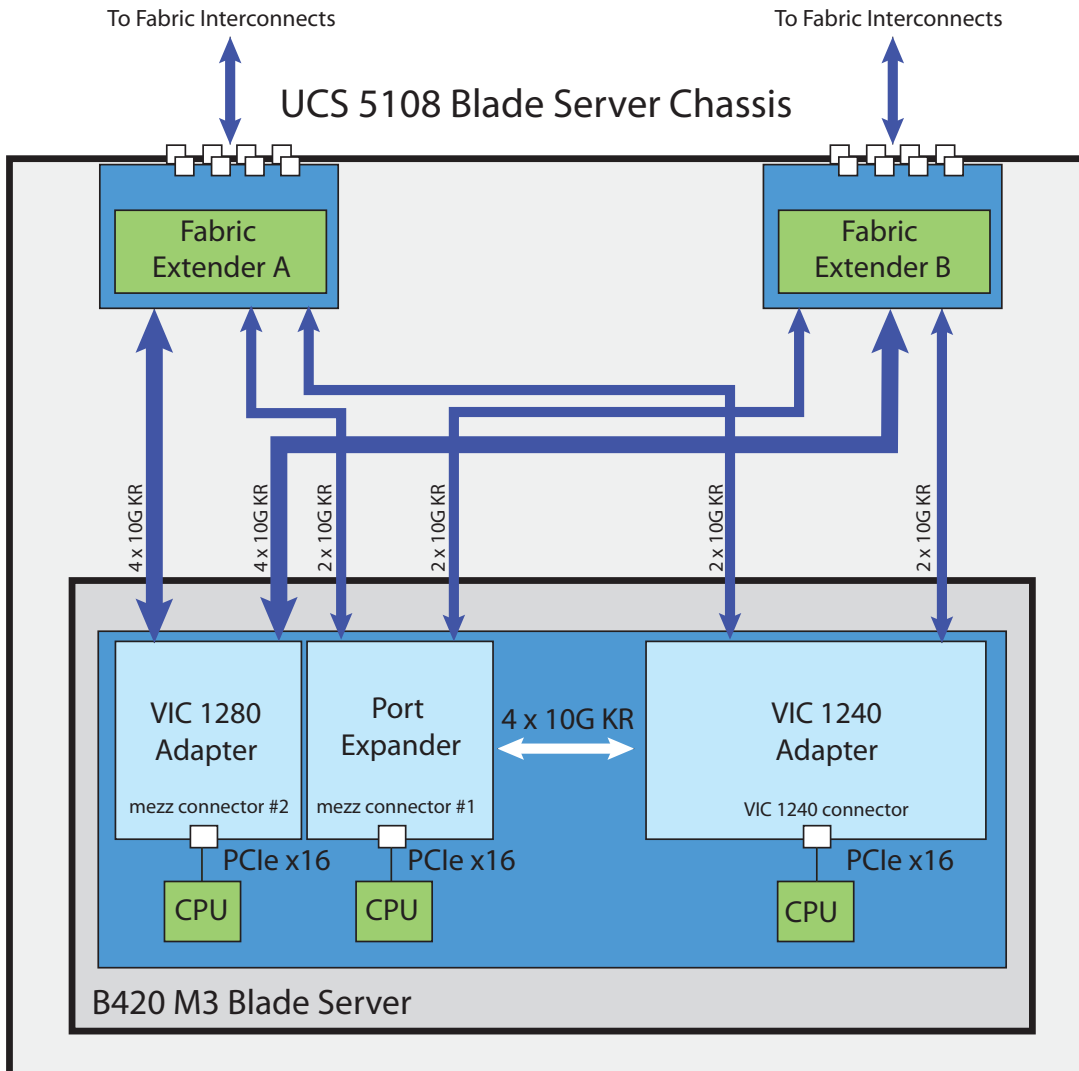 To Fabric Interconnects
To Fabric Interconnects
UCS 5108 Blade Server Chassis
Fabric
Extender A
Fabric
Extender B
4 x 10G KR
4 x 10G KR
2 x 10G KR
2 x 10G KR
2 x 10G KR
2 x 10G KR
VIC 1280
Adapter
mezz connector #2
Port
Expander
mezz connector #1
4 x 10G KR
VIC 1240
Adapter
VIC 1240 connector
PCIe x16
PCIe x16
PCIe x16
CPU
CPU
CPU
B420 M3 Blade Server